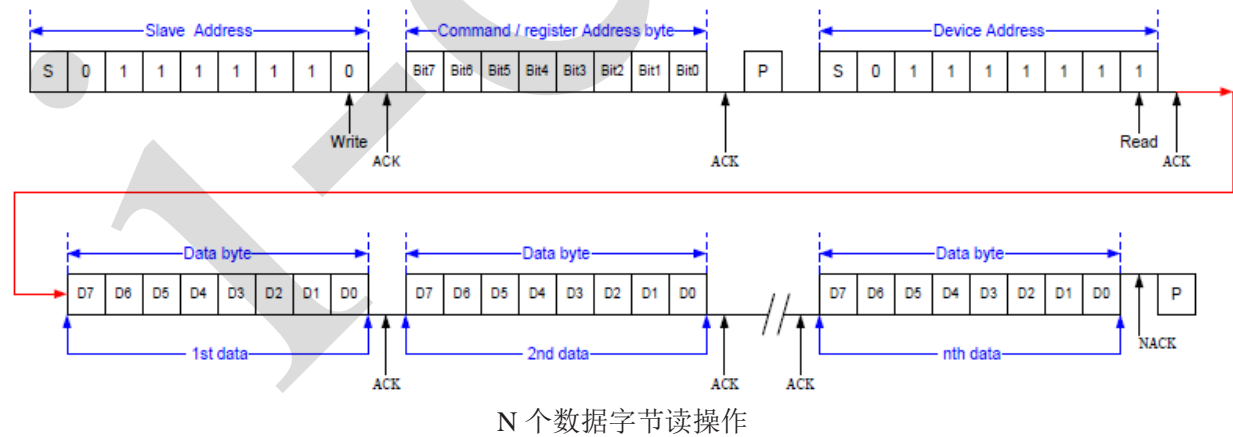 Slave Address Command / register Address byte Device Address
S 0 1 1 1 1 1 1 0 Bit7 Bit6 Bit5 Bit4 Bit3 Bit2 Bit1 Bit0 P S 0 1 1 1 1 1 1 1
Write ACK ACK Read ACK
Data byte Data byte Data byte
D7 D6 D5 D4 D3 D2 D1 D0 D7 D6 D5 D4 D3 D2 D1 D0 D7 D6 D5 D4 D3 D2 D1 D0 P
1st data 2nd data nth data NACK
ACK ACK ACK
N 个数据字节读操作